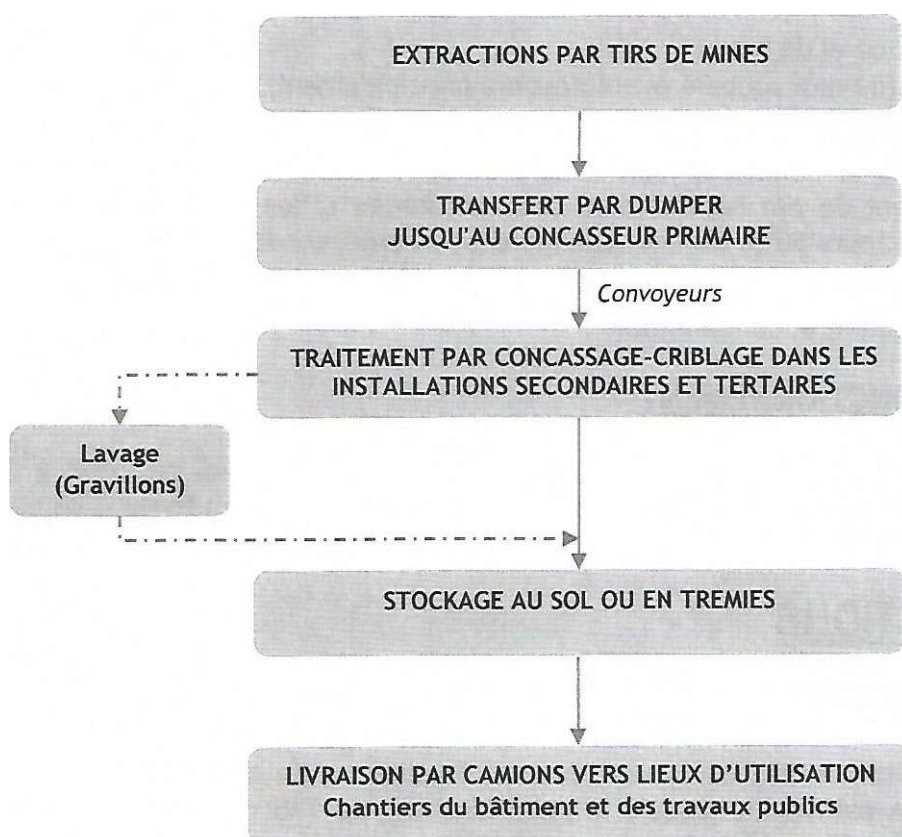 EXTRACTIONS PAR TIRS DE MINES
TRANSFERT PAR DUMPER
JUSQU'AU CONCASSEUR PRIMAIRE
Convoyeurs
TRAITEMENT PAR CONCASSAGE-CRIBLAGE DANS LES
INSTALLATIONS SECONDAIRES ET TERTAIRES
Lavage
(Gravillons)
STOCKAGE AU SOL OU EN TREMIES
LIVRAISON PAR CAMIONS VERS LIEUX D'UTILISATION
Chantiers du bâtiment et des travaux publics